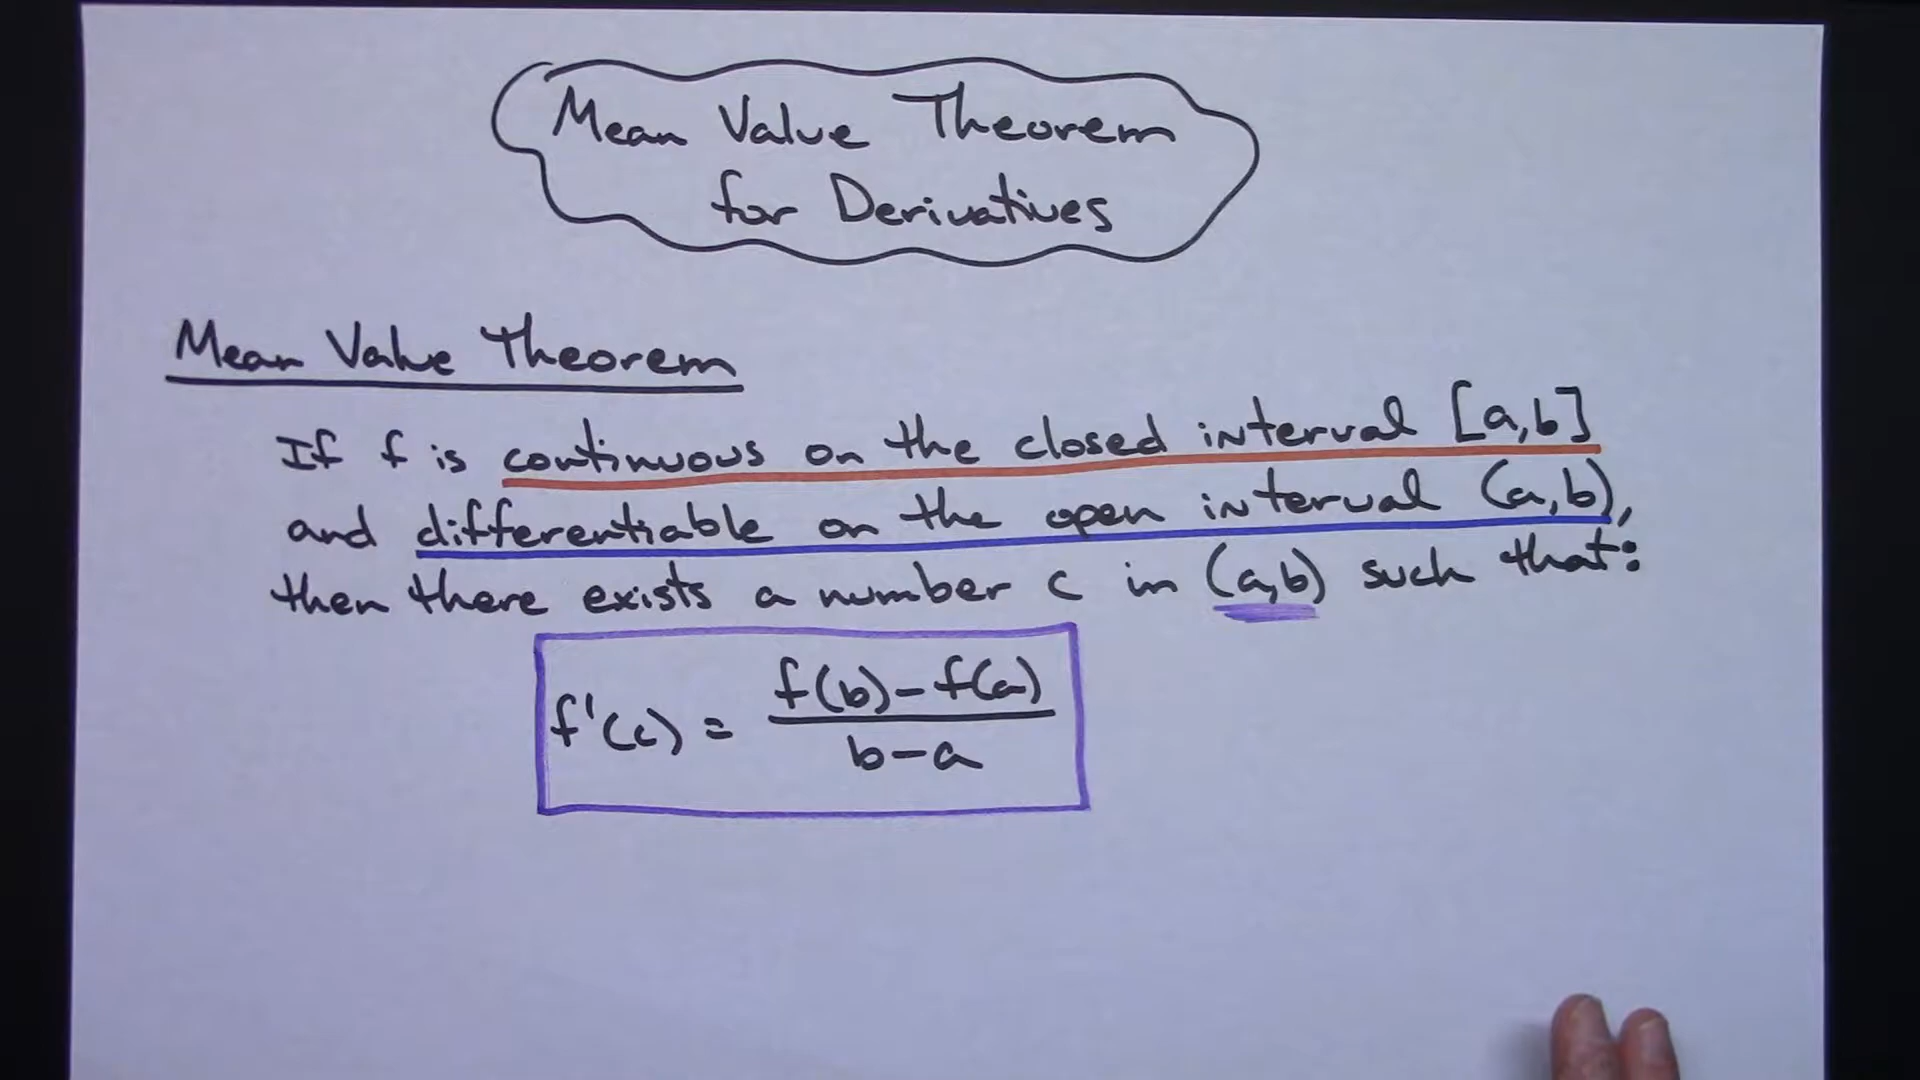 Mean Value Theorem
for Derivatives
Mean Value Theorem
If f is continuous on the closed interval [a,b]
and differentiable on the open interval (a,b),
then there exists a number c in (a,b) such that:
f'(c) = \frac{f(b)-f(a)}{b-a}